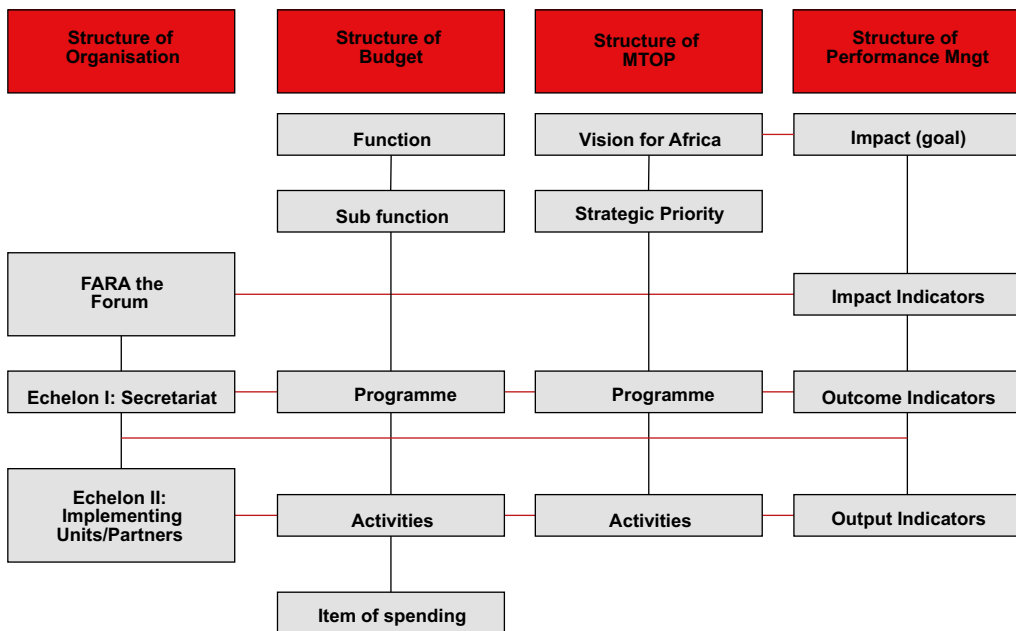 Structure of
Organisation
Structure of
Budget
Structure of
MTOP
Structure of
Performance Mngt
Function
Vision for Africa
Impact (goal)
Sub function
Strategic Priority
FARA the
Forum
Impact Indicators
Echelon I: Secretariat
Programme
Programme
Outcome Indicators
Echelon II:
Implementing
Units/Partners
Activities
Activities
Output Indicators
Item of spending